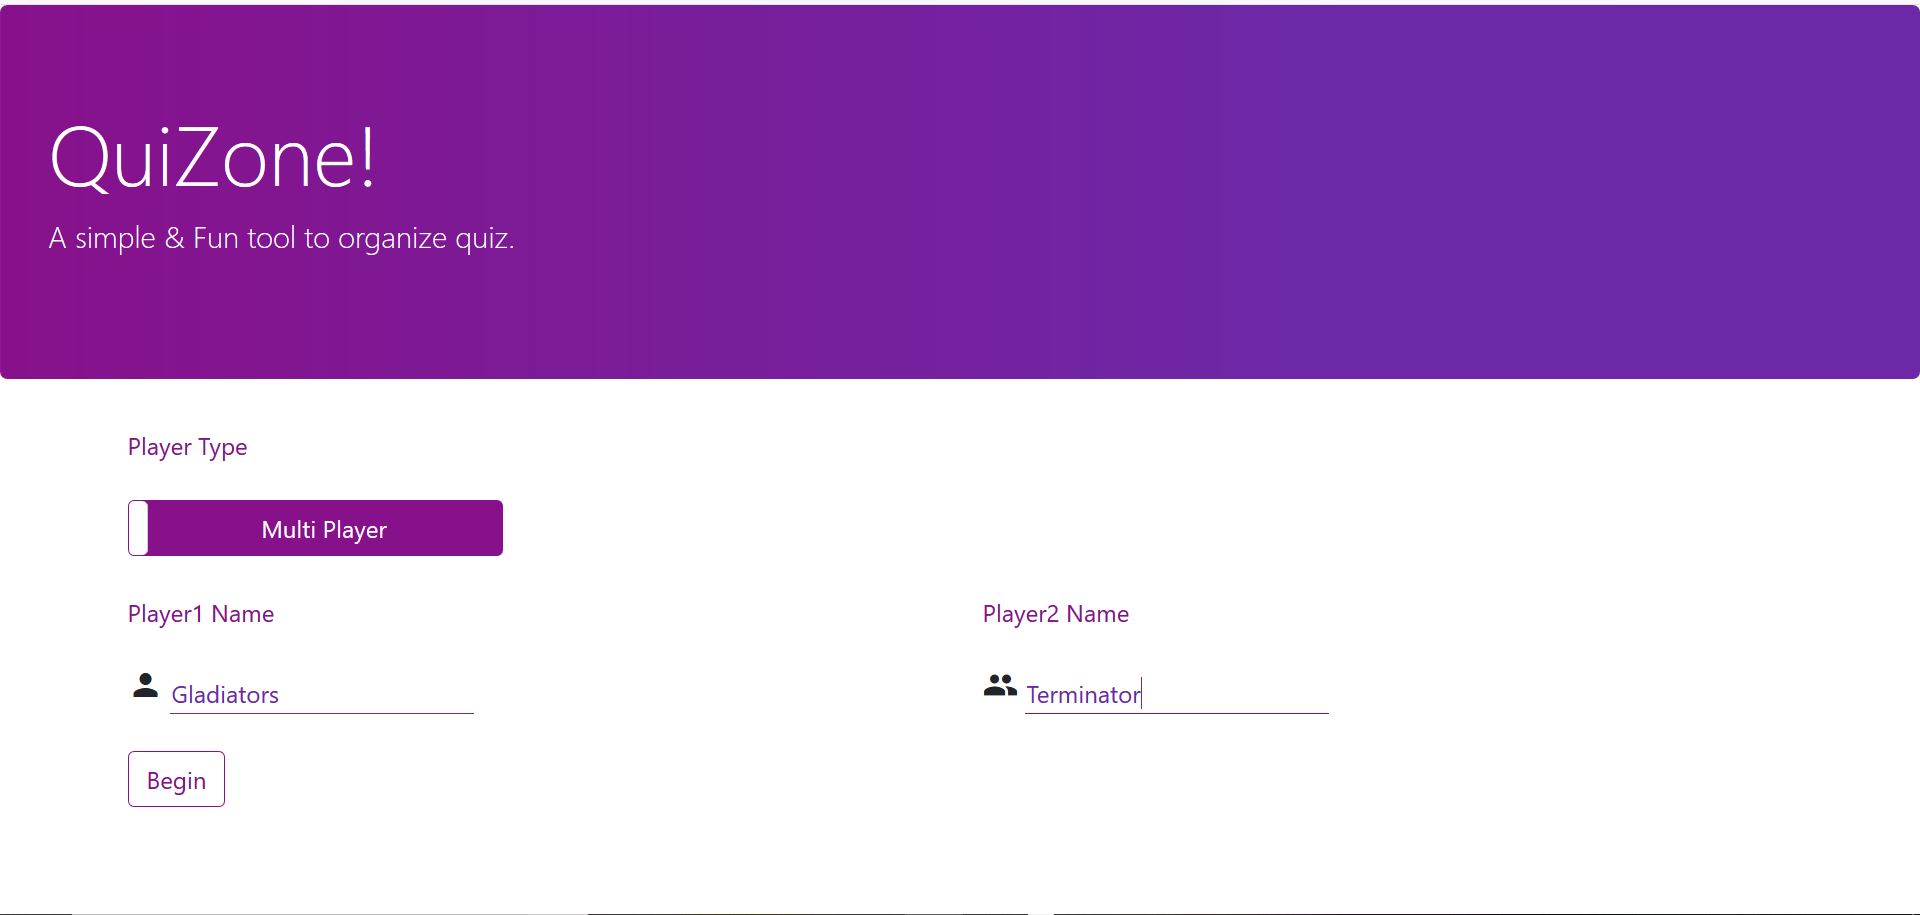 QuiZone!
A simple & Fun tool to organize quiz.
Player Type
Multi Player
Player1 Name
Player2 Name
Gladiators
Terminator
Begin